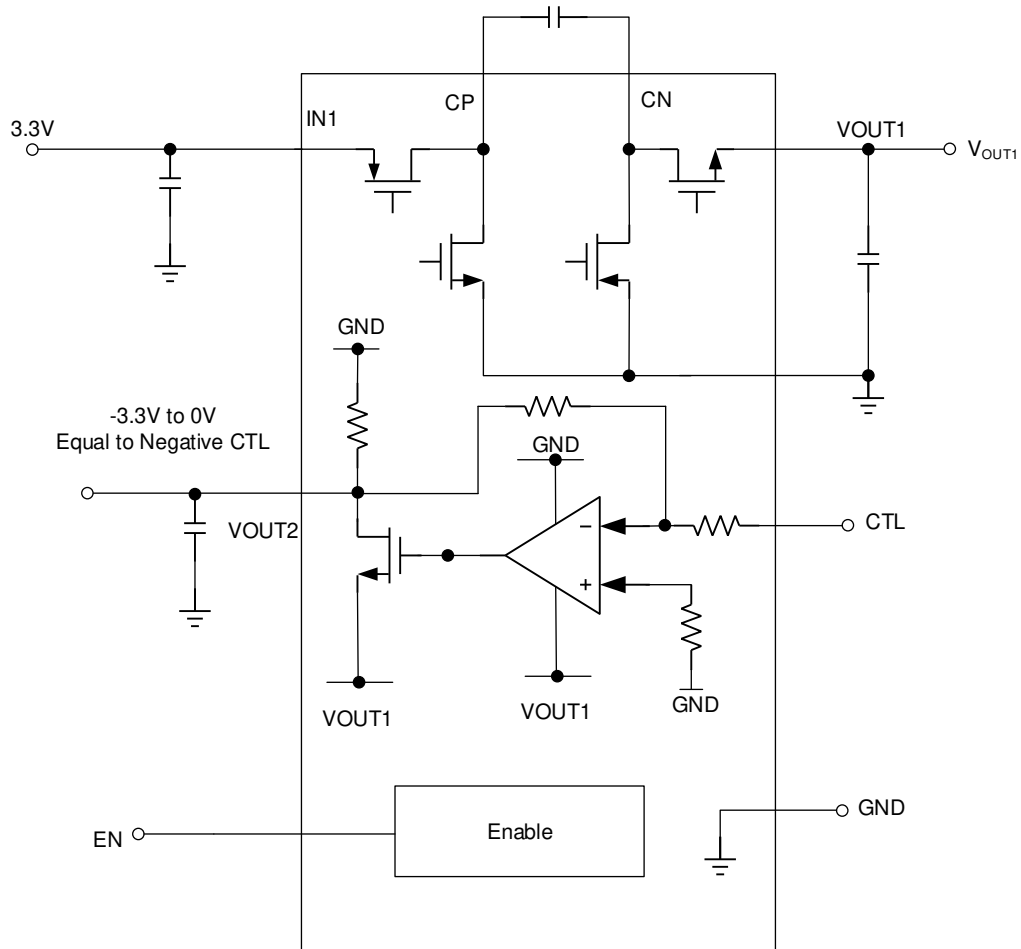 CP
CN
IN1
3.3V
VOUT1
VOUT1
GND
-3.3V to 0V
Equal to Negative CTL
GND
−
CTL
VOUT2
+
VOUT1
VOUT1
GND
GND
Enable
EN